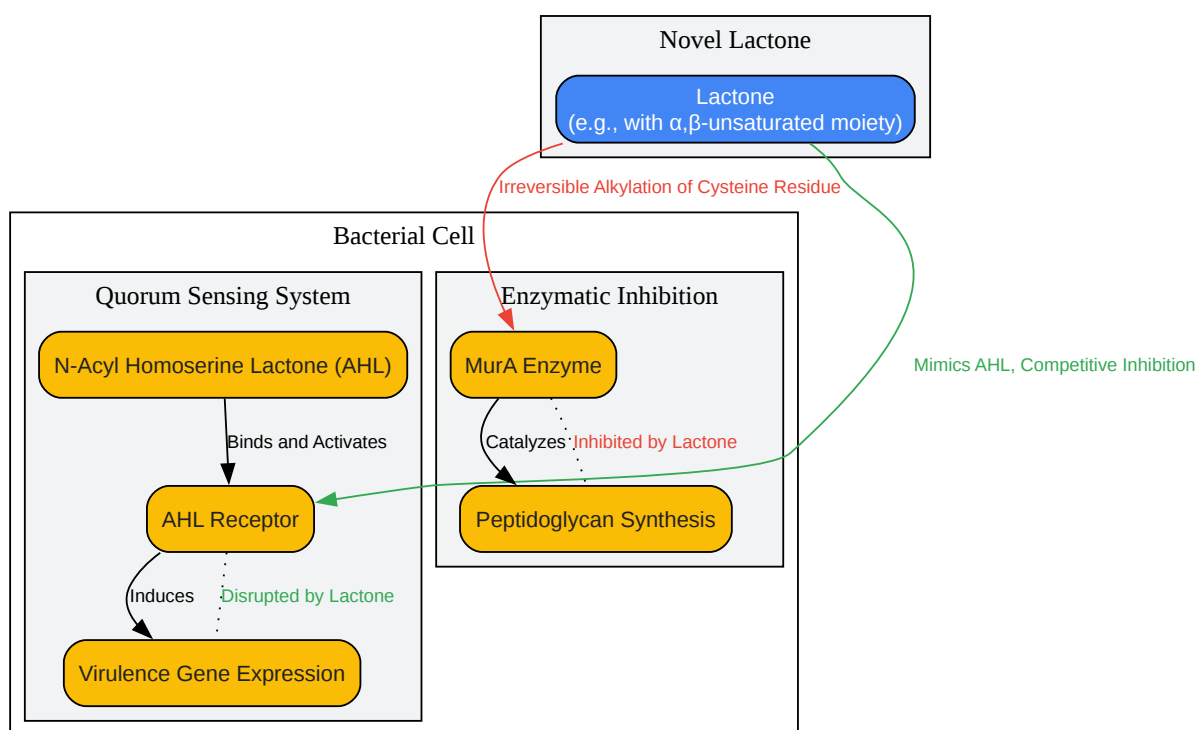 Novel Lactone
Lactone
(e.g., with α,β-unsaturated moiety)
Irreversible Alkylation of Cysteine Residue
Bacterial Cell
Quorum Sensing System
Enzymatic Inhibition
N-Acyl Homoserine Lactone (AHL)
MurA Enzyme
Mimics AHL, Competitive Inhibition
Binds and Activates
Catalyzes
Inhibited by Lactone
AHL Receptor
Peptidoglycan Synthesis
Induces
Disrupted by Lactone
Virulence Gene Expression